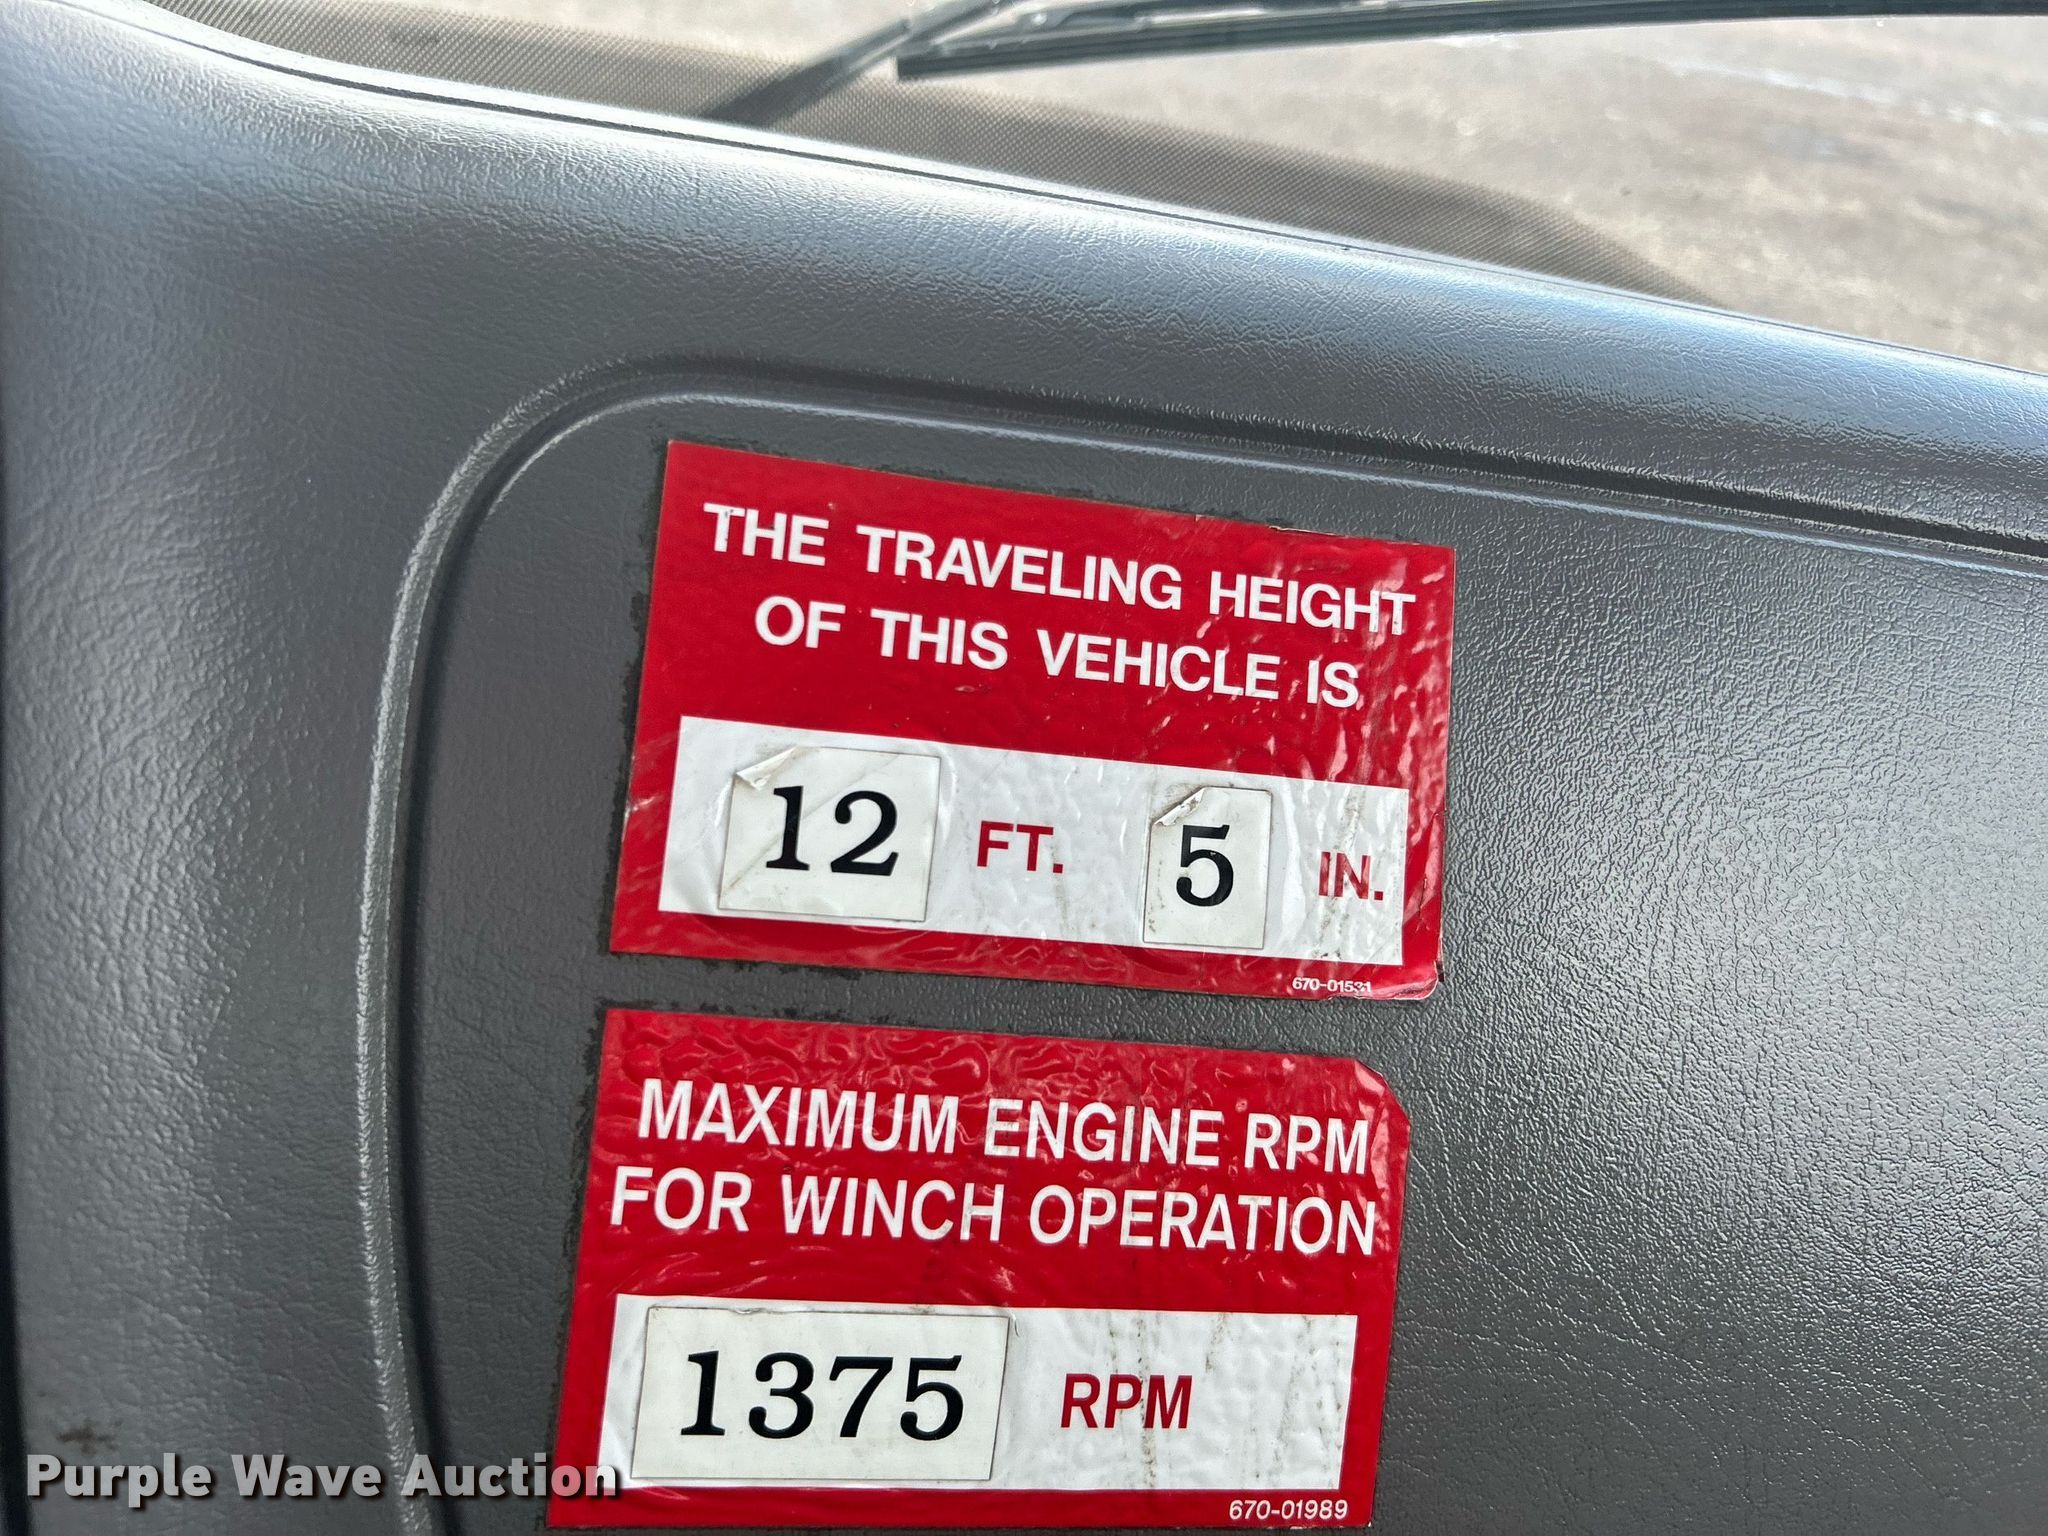 THE TRAVELING HEIGHT
OF THIS VEHICLE IS
12 FT. 5 IN.
670-01531
MAXIMUM ENGINE RPM
FOR WINCH OPERATION
1375 RPM
670-01989
Purple Wave Auction